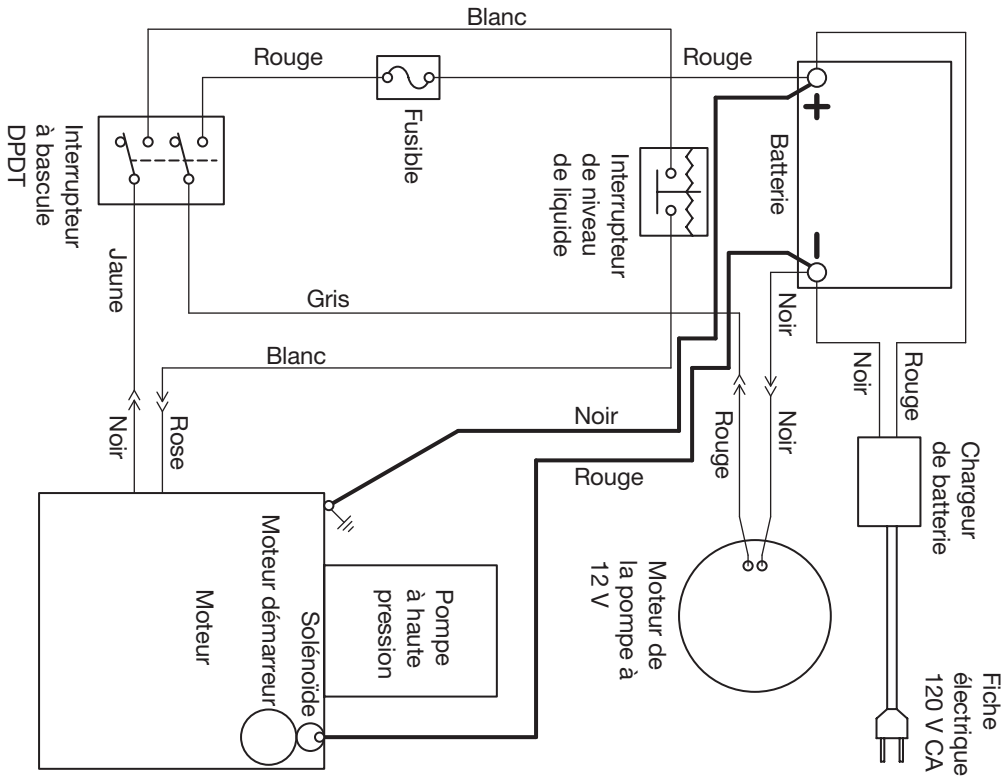 Blanc
Rouge
Rouge
Fusible
Interrupteur
à bascule
DPDT
Interrupteur
de niveau
de liquide
Batterie
+
–
Jaune
Gris
Blanc
Noir
Noir
Noir
Rouge
Noir
Rose
Noir
Rouge
Rouge
Noir
Chargeur
de batterie
Moteur
Moteur démarreur
Solénoïde
Pompe
à haute
pression
Moteur de
la pompe à
12 V
Fiche
électrique
120 V CA